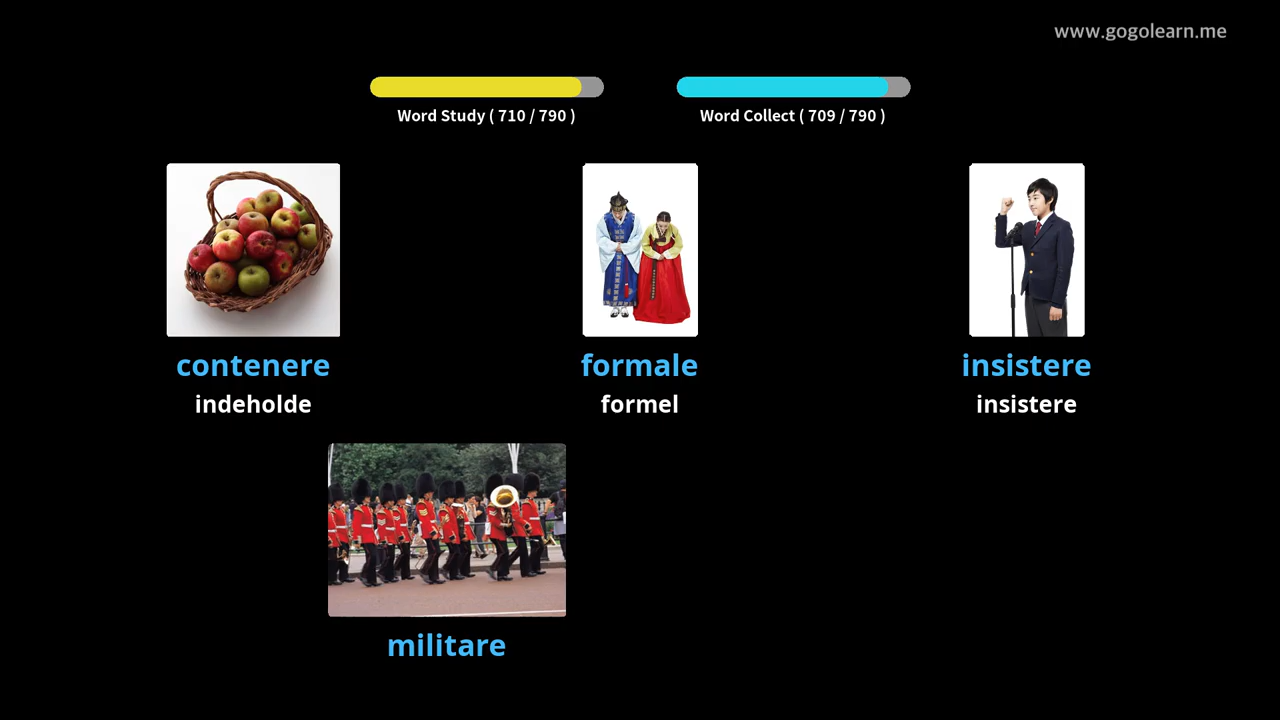 www.gogolearn.me
Word Study ( 710 / 790 )
Word Collect ( 709 / 790 )
contenere
formale
insistere
indeholde
formel
insistere
militare